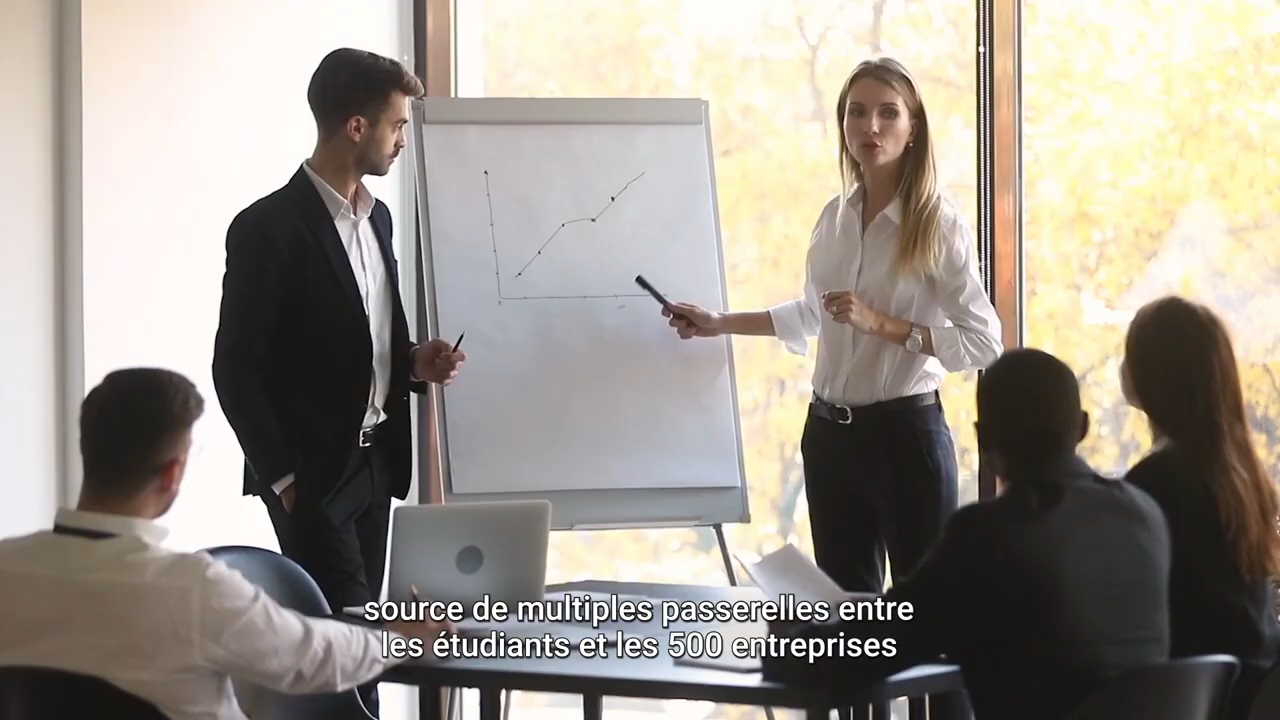 source de multiples passerelles entre
les étudiants et les 500 entreprises